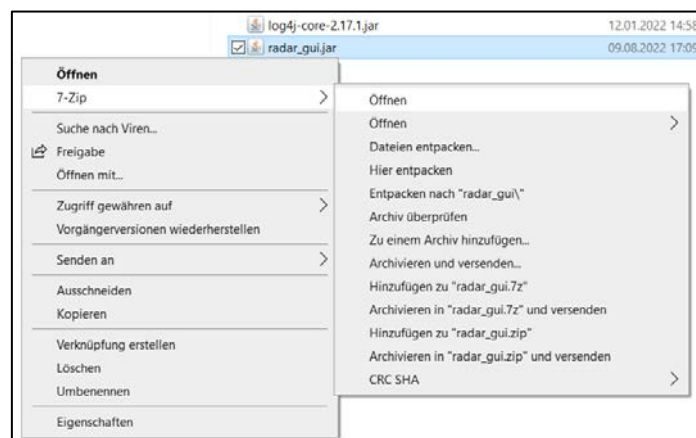 log4j-core-2.17.1.jar 12.01.2022 14:58
radar_gui.jar 09.08.2022 17:09
Öffnen
7-Zip
Suche nach Viren...
Freigabe
Öffnen mit...
Zugriff gewähren auf
Vorgängerversionen wiederherstellen
Senden an
Ausschneiden
Kopieren
Verknüpfung erstellen
Löschen
Umbenennen
Eigenschaften
Öffnen
Öffnen
Dateien entpacken...
Hier entpacken
Entpacken nach "radar_gui\"
Archiv überprüfen
Zu einem Archiv hinzufügen...
Archivieren und versenden...
Hinzufügen zu "radar_gui.7z"
Archivieren in "radar_gui.7z" und versenden
Hinzufügen zu "radar_gui.zip"
Archivieren in "radar_gui.zip" und versenden
CRC SHA